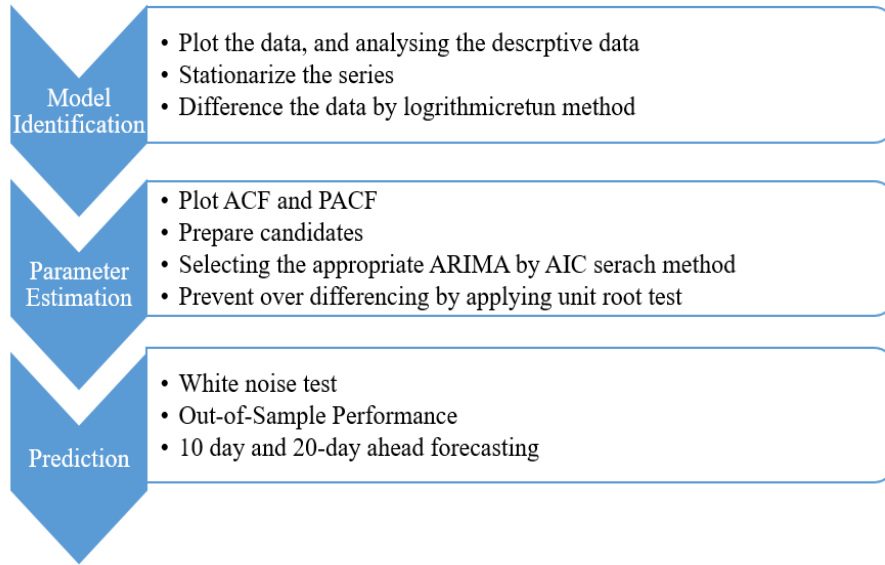 Model
Identification
• Plot the data, and analysing the descrptive data
• Stationarize the series
• Difference the data by logrithmicretun method
Parameter
Estimation
• Plot ACF and PACF
• Prepare candidates
• Selecting the appropriate ARIMA by AIC serach method
• Prevent over differencing by applying unit root test
Prediction
• White noise test
• Out-of-Sample Performance
• 10 day and 20-day ahead forecasting